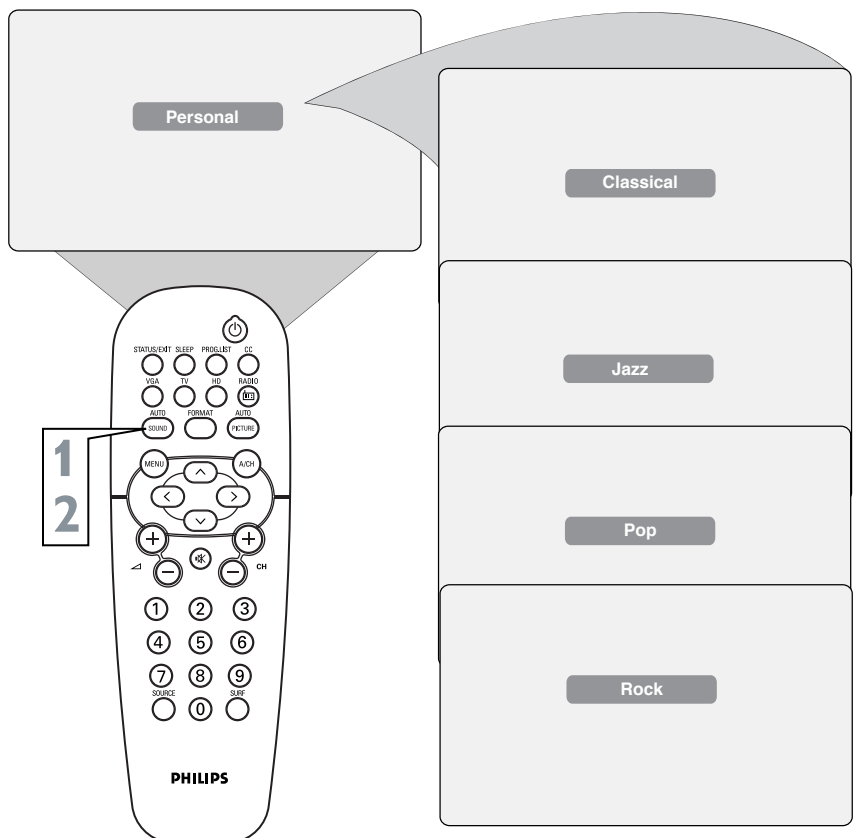 Personal
Classical
Jazz
Pop
Rock
STATUS/EXIT SLEEP PROG.LIST CC
VGA TV HD RADIO
AUTO FORMAT AUTO
SOUND PICTURE
1
2
MENU A/CH
+ +
- - CH
1 2 3
4 5 6
7 8 9
SOURCE 0 SURF
PHILIPS